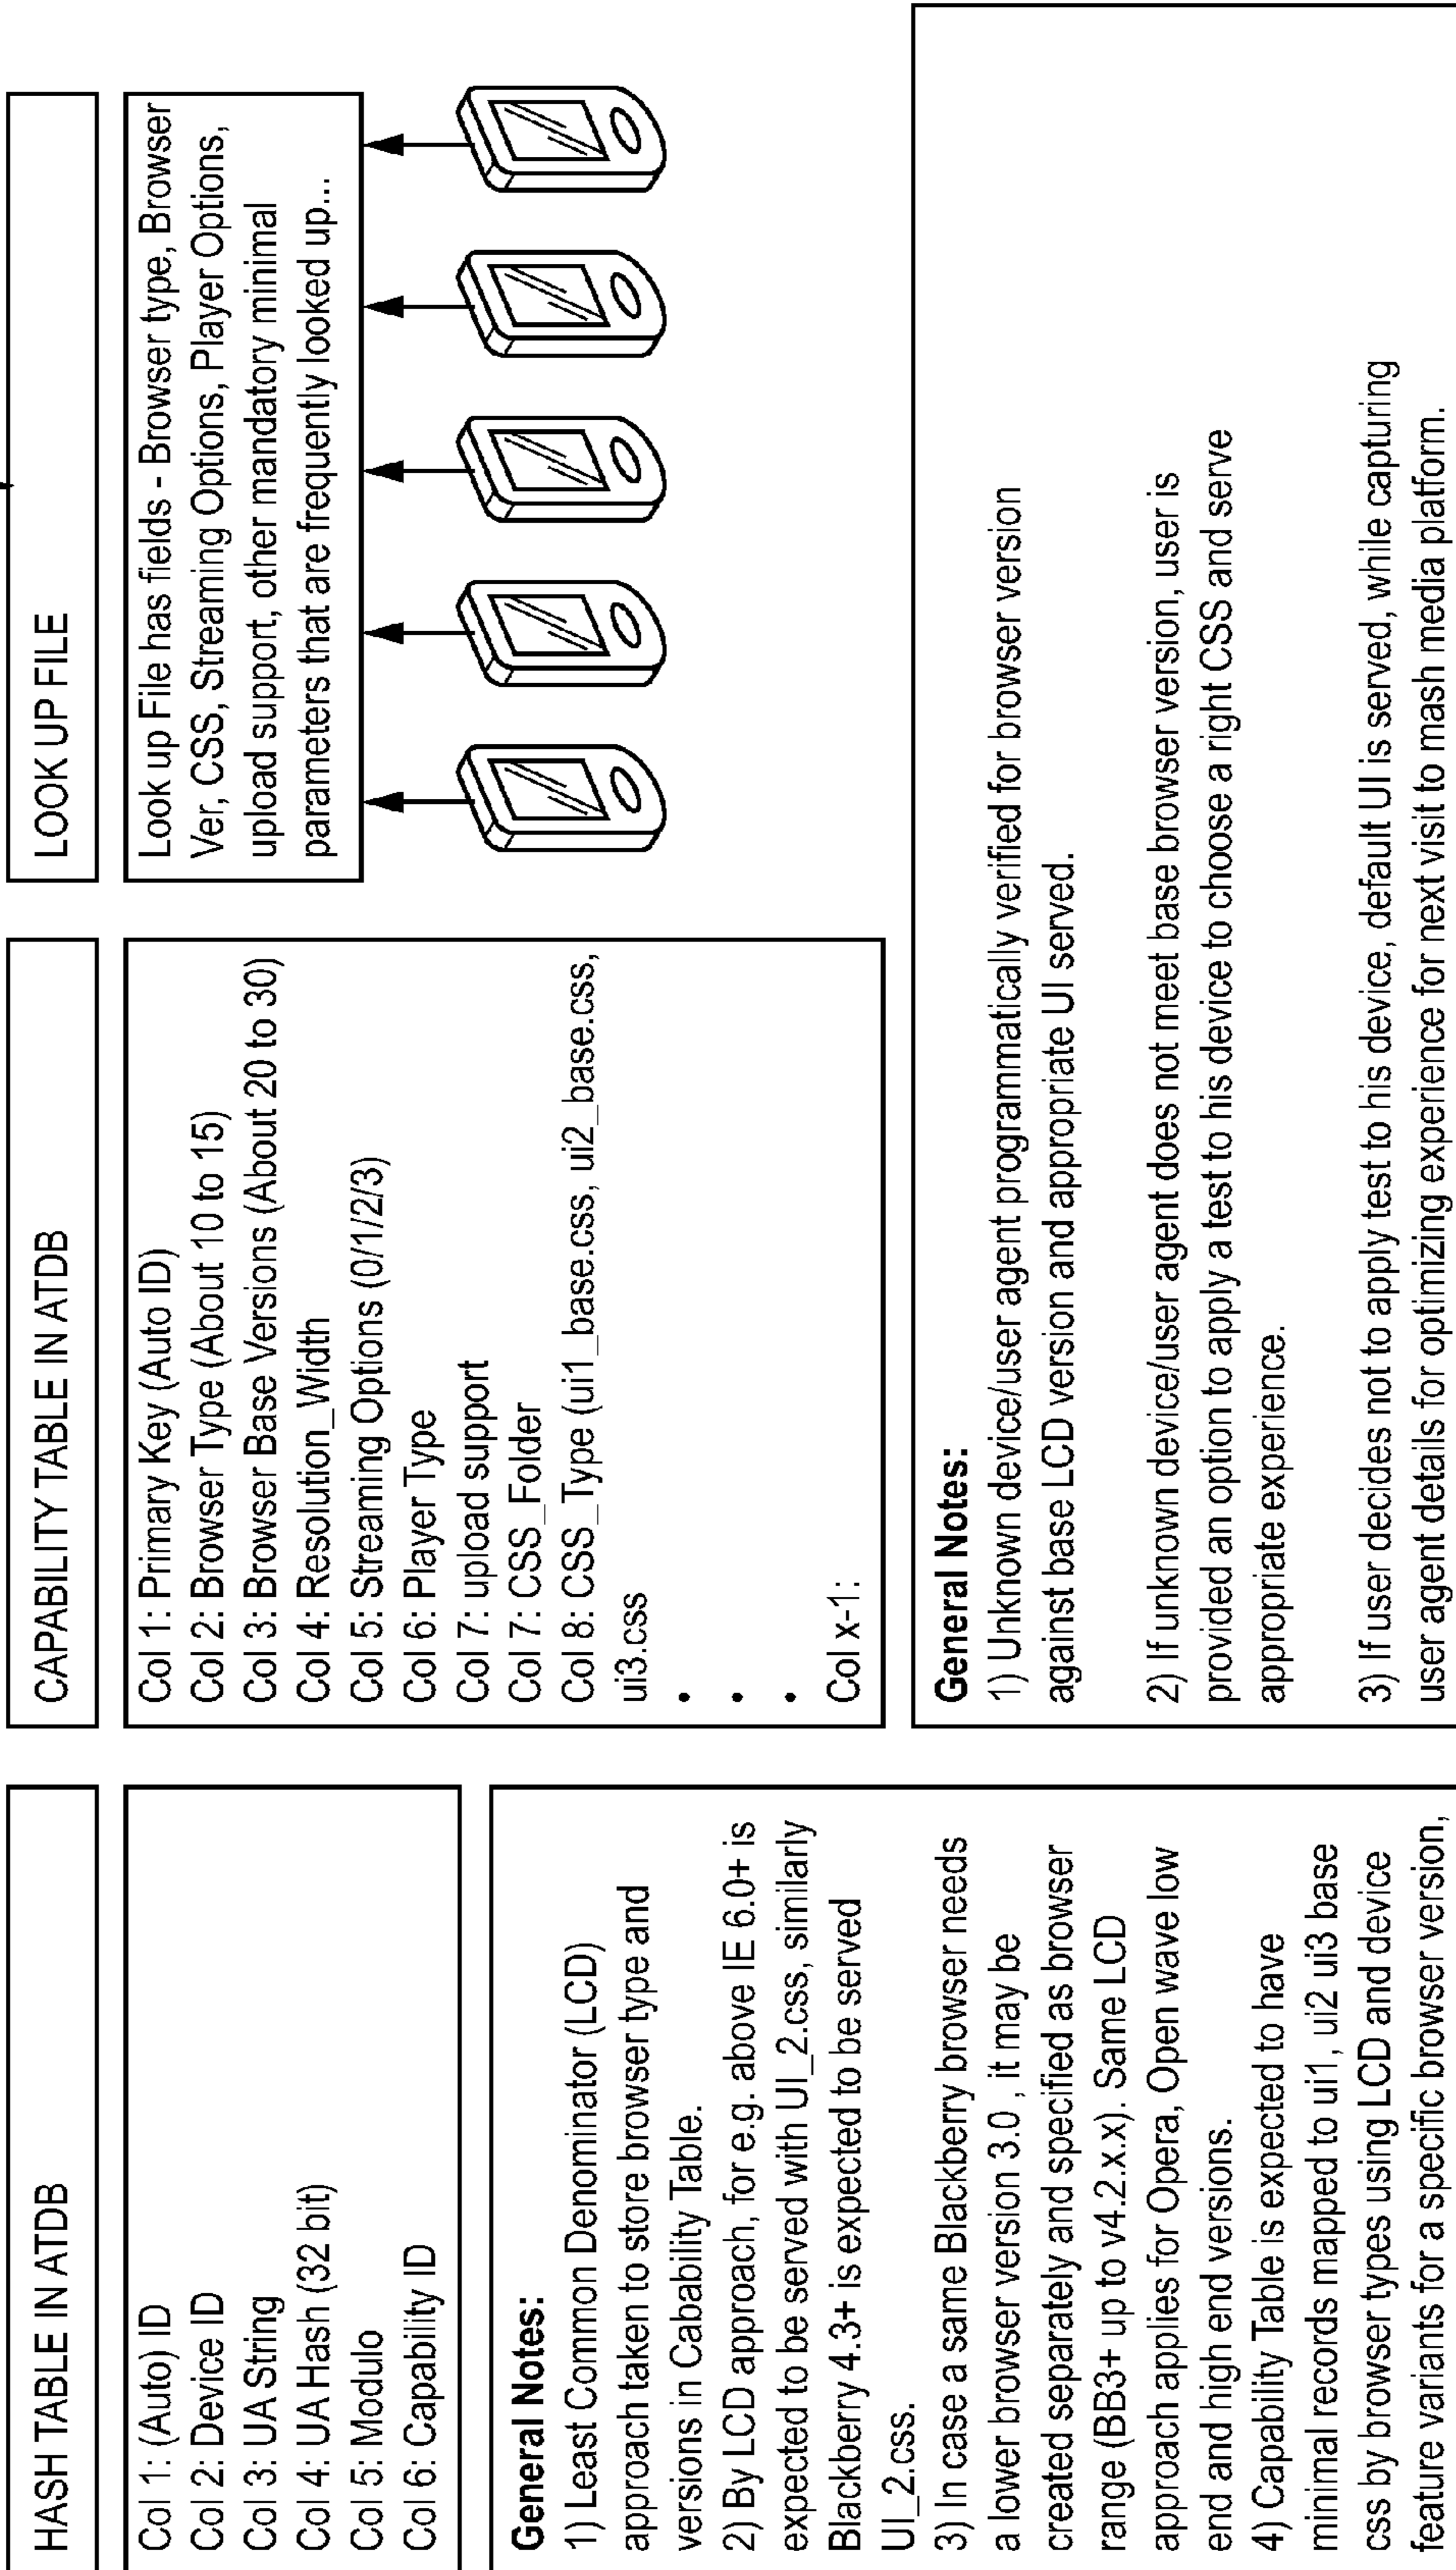 HASH TABLE IN ATDB
Col 1: (Auto) ID
Col 2: Device ID
Col 3: UA String
Col 4: UA Hash (32 bit)
Col 5: Modulo
Col 6: Capability ID
General Notes:
1) Least Common Denominator (LCD)
approach taken to store browser type and
versions in Cabability Table.
2) By LCD approach, for e.g. above IE 6.0+ is
expected to be served with UI_2.css, similarly
Blackberry 4.3+ is expected to be served
UI_2.css.
3) In case a same Blackberry browser needs
a lower browser version 3.0 , it may be
created separately and specified as browser
range (BB3+ up to v4.2.x.x). Same LCD
approach applies for Opera, Open wave low
end and high end versions.
4) Capability Table is expected to have
minimal records mapped to ui1, ui2 ui3 base
css by browser types using LCD and device
feature variants for a specific browser version,
CAPABILITY TABLE IN ATDB
Col 1: Primary Key (Auto ID)
Col 2: Browser Type (About 10 to 15)
Col 3: Browser Base Versions (About 20 to 30)
Col 4: Resolution_Width
Col 5: Streaming Options (0/1/2/3)
Col 6: Player Type
Col 7: upload support
Col 7: CSS_Folder
Col 8: CSS_Type (ui1_base.css, ui2_base.css,
ui3.css
•
•
•
Col x-1:
LOOK UP FILE
Look up File has fields - Browser type, Browser
Ver, CSS, Streaming Options, Player Options,
upload support, other mandatory minimal
parameters that are frequently looked up...
General Notes:
1) Unknown device/user agent programmatically verified for browser version
against base LCD version and appropriate UI served.
2) If unknown device/user agent does not meet base browser version, user is
provided an option to apply a test to his device to choose a right CSS and serve
appropriate experience.
3) If user decides not to apply test to his device, default UI is served, while capturing
user agent details for optimizing experience for next visit to mash media platform.